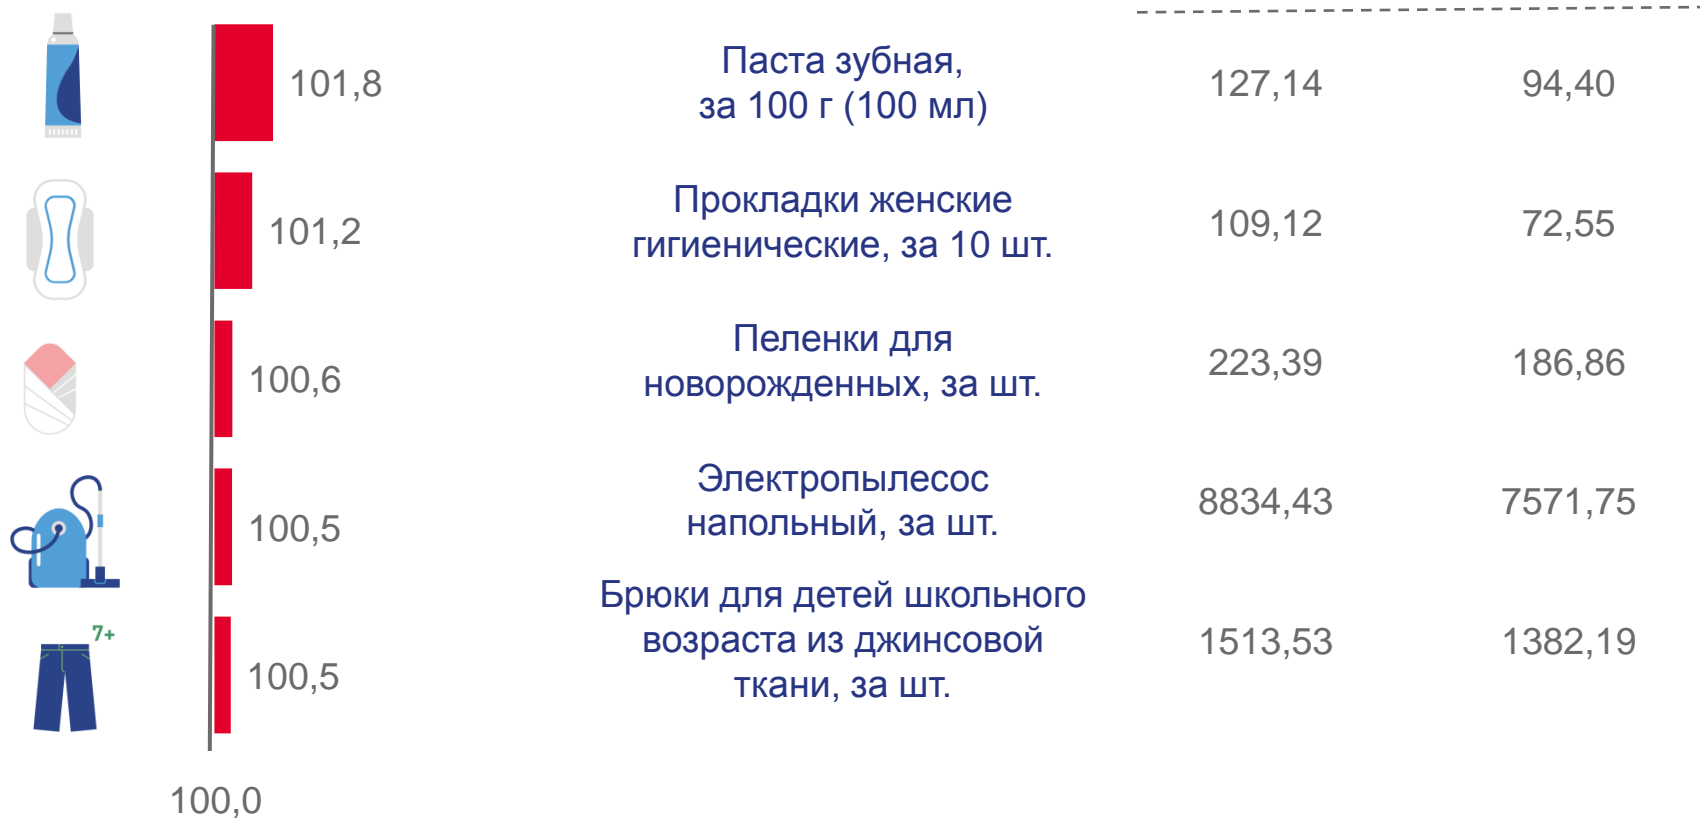 101,8
Паста зубная,
за 100 г (100 мл)
127,14
94,40
101,2
Прокладки женские
гигиенические, за 10 шт.
109,12
72,55
100,6
Пеленки для
новорожденных, за шт.
223,39
186,86
100,5
Электропылесос
напольный, за шт.
8834,43
7571,75
7+
100,5
Брюки для детей школьного
возраста из джинсовой
ткани, за шт.
1513,53
1382,19
100,0